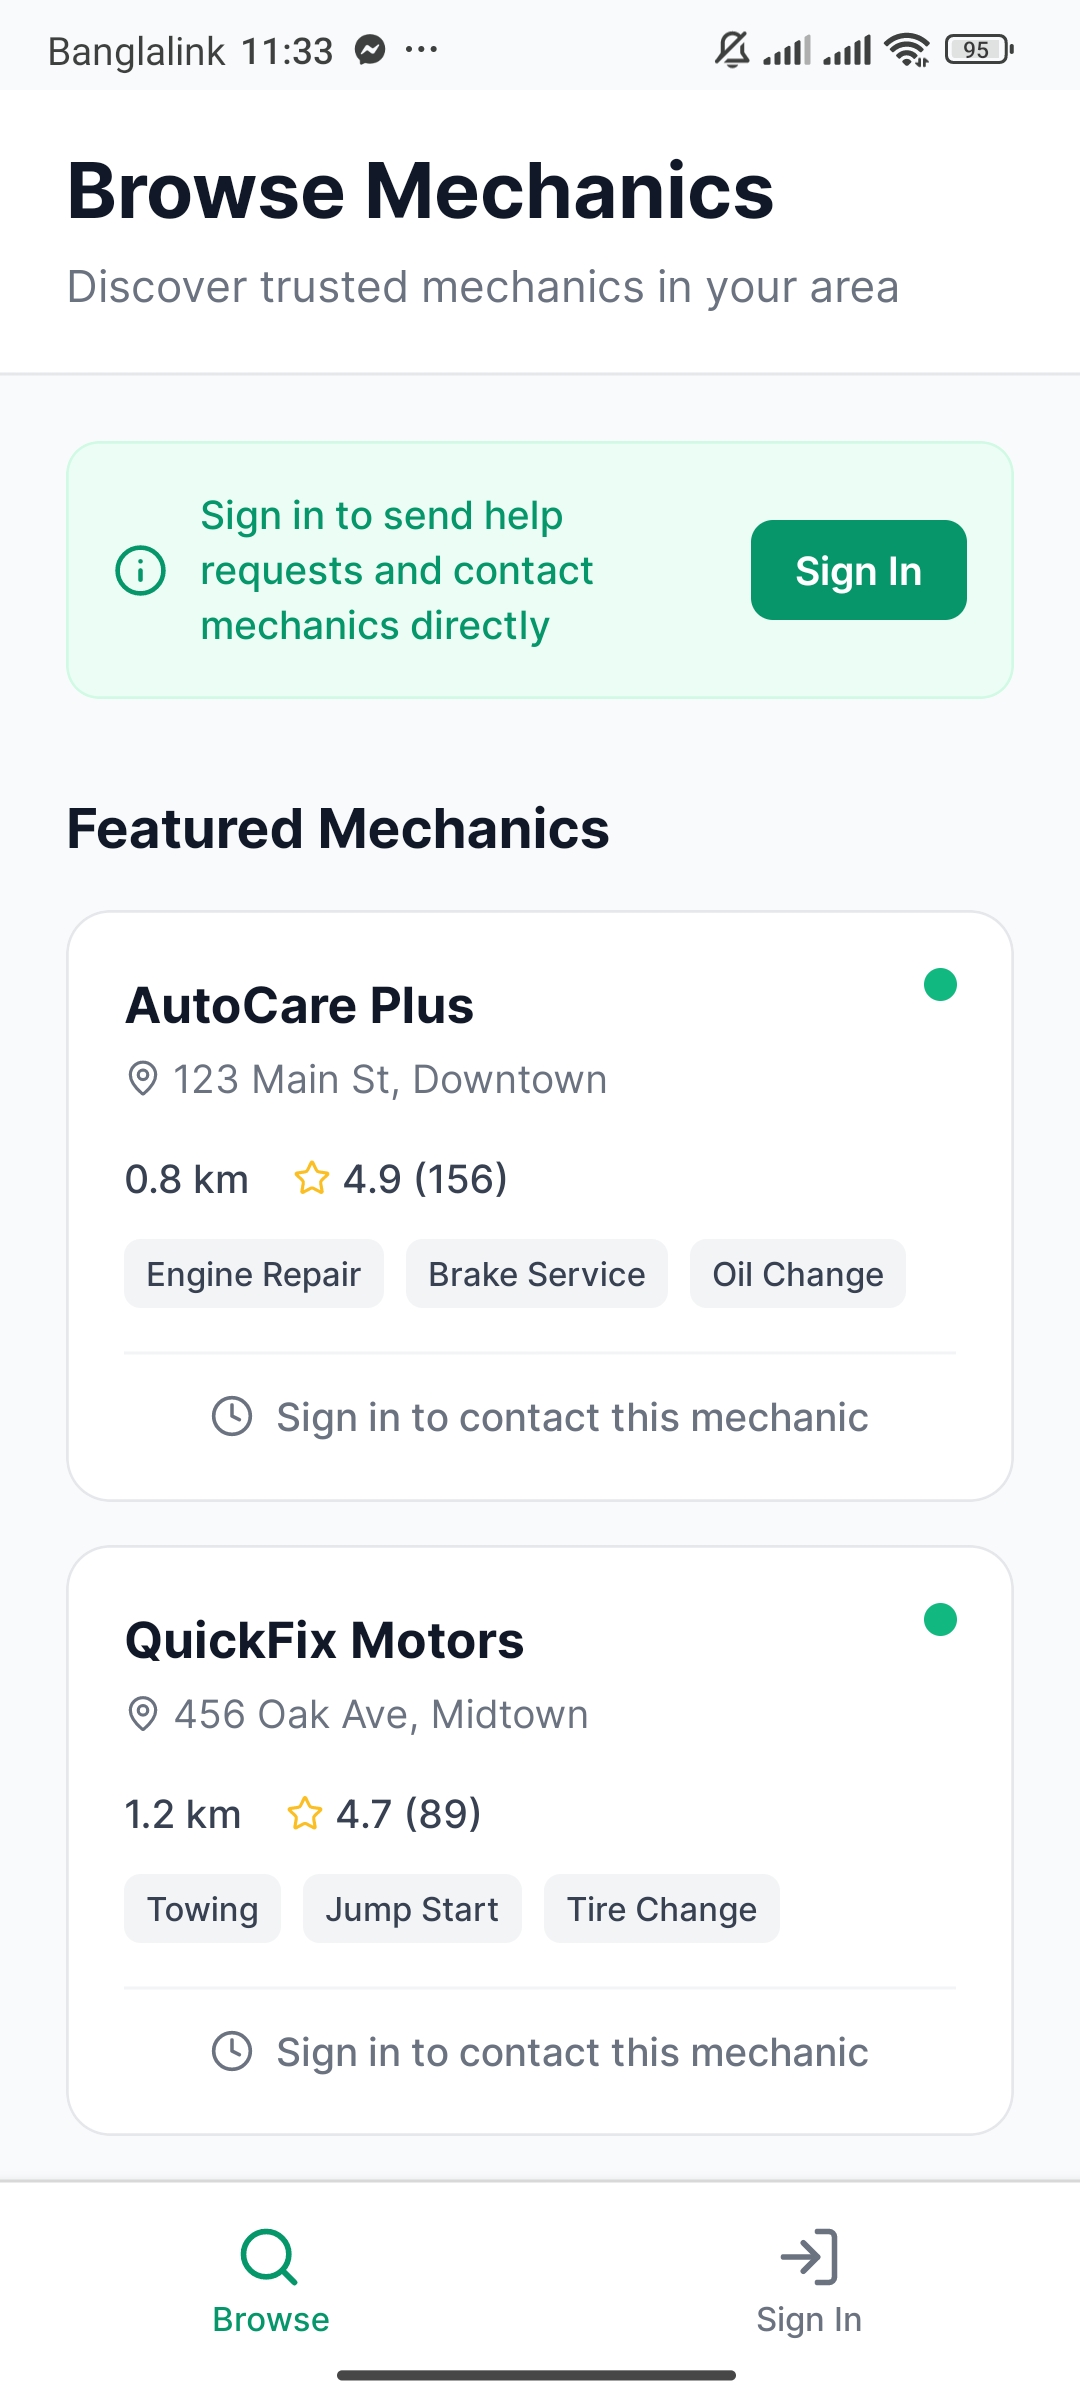 Banglalink 11:33 ...
95
Browse Mechanics
Discover trusted mechanics in your area
Sign in to send help
requests and contact
mechanics directly
Sign In
Featured Mechanics
AutoCare Plus
123 Main St, Downtown
0.8 km 4.9 (156)
Engine Repair Brake Service Oil Change
Sign in to contact this mechanic
QuickFix Motors
456 Oak Ave, Midtown
1.2 km 4.7 (89)
Towing Jump Start Tire Change
Sign in to contact this mechanic
Browse Sign In